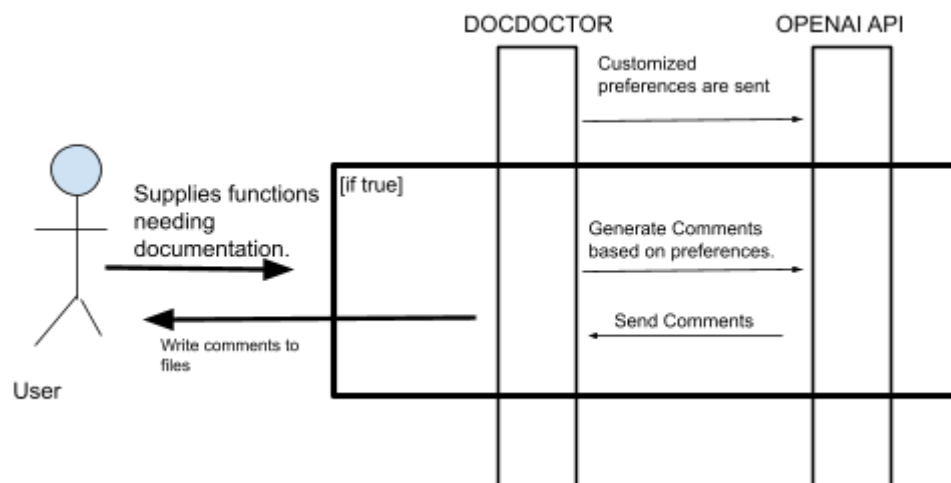 DOCDOCTOR
OPENAI API
Customized
preferences are sent
[if true]
Supplies functions
needing
documentation.
Generate Comments
based on preferences.
Send Comments
Write comments to
files
User